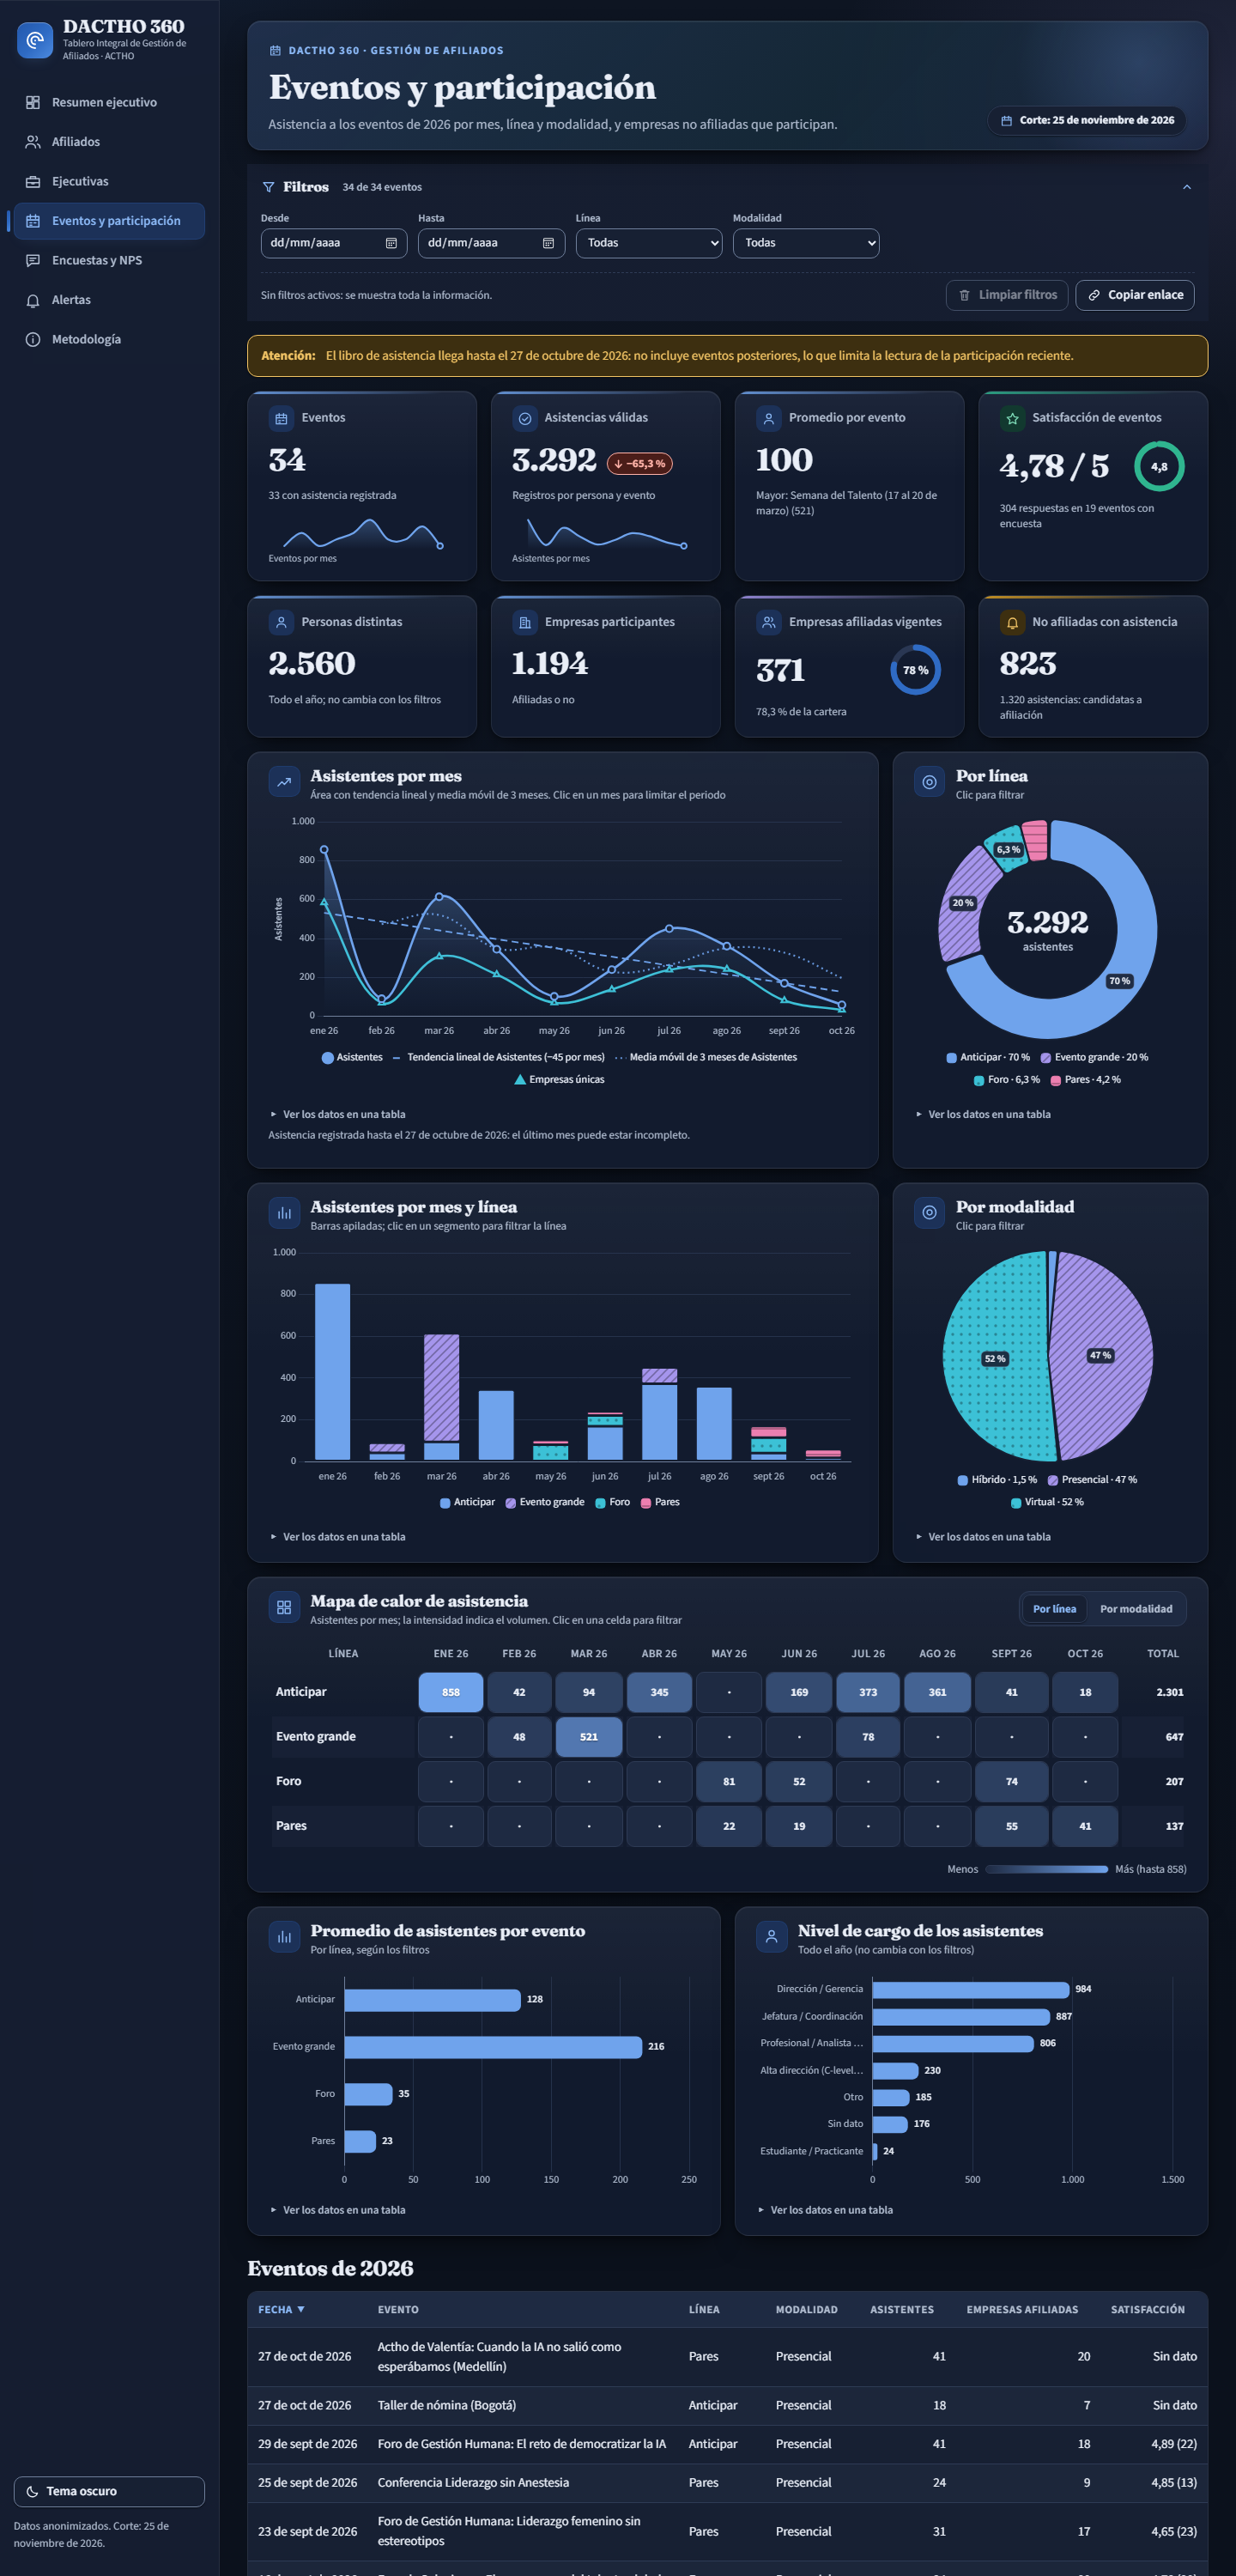 DACTHO 360
Tablero Integral de Gestión de
Afiliados · ACTHO
Resumen ejecutivo
Afiliados
Ejecutivas
Eventos y participación
Encuestas y NPS
Alertas
Metodología
DACTHO 360 · GESTIÓN DE AFILIADOS
Eventos y participación
Asistencia a los eventos de 2026 por mes, línea y modalidad, y empresas no afiliadas que participan.
Corte: 25 de noviembre de 2026
Filtros 34 de 34 eventos
Desde Hasta Línea Modalidad
dd/mm/aaaa dd/mm/aaaa Todas Todas
Sin filtros activos: se muestra toda la información.
Limpiar filtros Copiar enlace
Atención: El libro de asistencia llega hasta el 27 de octubre de 2026: no incluye eventos posteriores, lo que limita la lectura de la participación reciente.
Eventos
34
33 con asistencia registrada
Eventos por mes
Asistencias válidas
3.292 ↓ −65,3 %
Registros por persona y evento
Asistentes por mes
Promedio por evento
100
Mayor: Semana del Talento (17 al 20 de
marzo) (521)
Satisfacción de eventos
4,78 / 5 4,8
304 respuestas en 19 eventos con
encuesta
Personas distintas
2.560
Todo el año; no cambia con los filtros
Empresas participantes
1.194
Afiliadas o no
Empresas afiliadas vigentes
371 78 %
78,3 % de la cartera
No afiliadas con asistencia
823
1.320 asistencias: candidatas a
afiliación
Asistentes por mes
Área con tendencia lineal y media móvil de 3 meses. Clic en un mes para limitar el periodo
Asistentes
1.000
800
600
400
200
0
ene 26 feb 26 mar 26 abr 26 may 26 jun 26 jul 26 ago 26 sept 26 oct 26
Asistentes Tendencia lineal de Asistentes (−45 por mes) Media móvil de 3 meses de Asistentes
Empresas únicas
Ver los datos en una tabla
Asistencia registrada hasta el 27 de octubre de 2026: el último mes puede estar incompleto.
Por línea
Clic para filtrar
6,3 %
20 %
3.292
asistentes
70 %
Anticipar · 70 % Evento grande · 20 %
Foro · 6,3 % Pares · 4,2 %
Ver los datos en una tabla
Asistentes por mes y línea
Barras apiladas; clic en un segmento para filtrar la línea
1.000
800
600
400
200
0
ene 26 feb 26 mar 26 abr 26 may 26 jun 26 jul 26 ago 26 sept 26 oct 26
Anticipar Evento grande Foro Pares
Ver los datos en una tabla
Por modalidad
Clic para filtrar
52 % 47 %
Híbrido · 1,5 % Presencial · 47 %
Virtual · 52 %
Ver los datos en una tabla
Mapa de calor de asistencia
Asistentes por mes; la intensidad indica el volumen. Clic en una celda para filtrar
Por línea Por modalidad
LÍNEA ENE 26 FEB 26 MAR 26 ABR 26 MAY 26 JUN 26 JUL 26 AGO 26 SEPT 26 OCT 26 TOTAL
Anticipar 858 42 94 345 · 169 373 361 41 18 2.301
Evento grande · 48 521 · · · 78 · · · 647
Foro · · · · 81 52 · · 74 · 207
Pares · · · · 22 19 · · 55 41 137
Menos Más (hasta 858)
Promedio de asistentes por evento
Por línea, según los filtros
Anticipar 128
Evento grande 216
Foro 35
Pares 23
0 50 100 150 200 250
Ver los datos en una tabla
Nivel de cargo de los asistentes
Todo el año (no cambia con los filtros)
Dirección / Gerencia 984
Jefatura / Coordinación 887
Profesional / Analista … 806
Alta dirección (C-level… 230
Otro 185
Sin dato 176
Estudiante / Practicante 24
0 500 1.000 1.500
Ver los datos en una tabla
Eventos de 2026
FECHA ▼ EVENTO LÍNEA MODALIDAD ASISTENTES EMPRESAS AFILIADAS SATISFACCIÓN
27 de oct de 2026 Actho de Valentía: Cuando la IA no salió como
esperábamos (Medellín) Pares Presencial 41 20 Sin dato
27 de oct de 2026 Taller de nómina (Bogotá) Anticipar Presencial 18 7 Sin dato
29 de sept de 2026 Foro de Gestión Humana: El reto de democratizar la IA Anticipar Presencial 41 18 4,89 (22)
25 de sept de 2026 Conferencia Liderazgo sin Anestesia Pares Presencial 24 9 4,85 (13)
23 de sept de 2026 Foro de Gestión Humana: Liderazgo femenino sin
estereotipos Pares Presencial 31 17 4,65 (23)
Tema oscuro
Datos anonimizados. Corte: 25 de
noviembre de 2026.